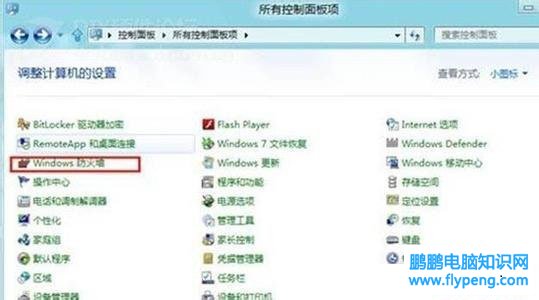 所有控制面板项
控制面板 ▸ 所有控制面板项 ▸
搜索控制面板
调整计算机的设置
查看方式: 小图标
BitLocker 驱动器加密
Flash Player
Internet 选项
RemoteApp 和桌面连接
Windows 7 文件恢复
Windows Defender
Windows 防火墙
Windows 更新
Windows 移动中心
操作中心
程序和功能
存储空间
电话和调制解调器
电源选项
定位设置
个性化
管理工具
恢复
家庭组
家长控制
键盘
默认程序
凭据管理器
区域
任务栏
设备和打印机
鹏鹏电脑知识网
www.flypeng.com